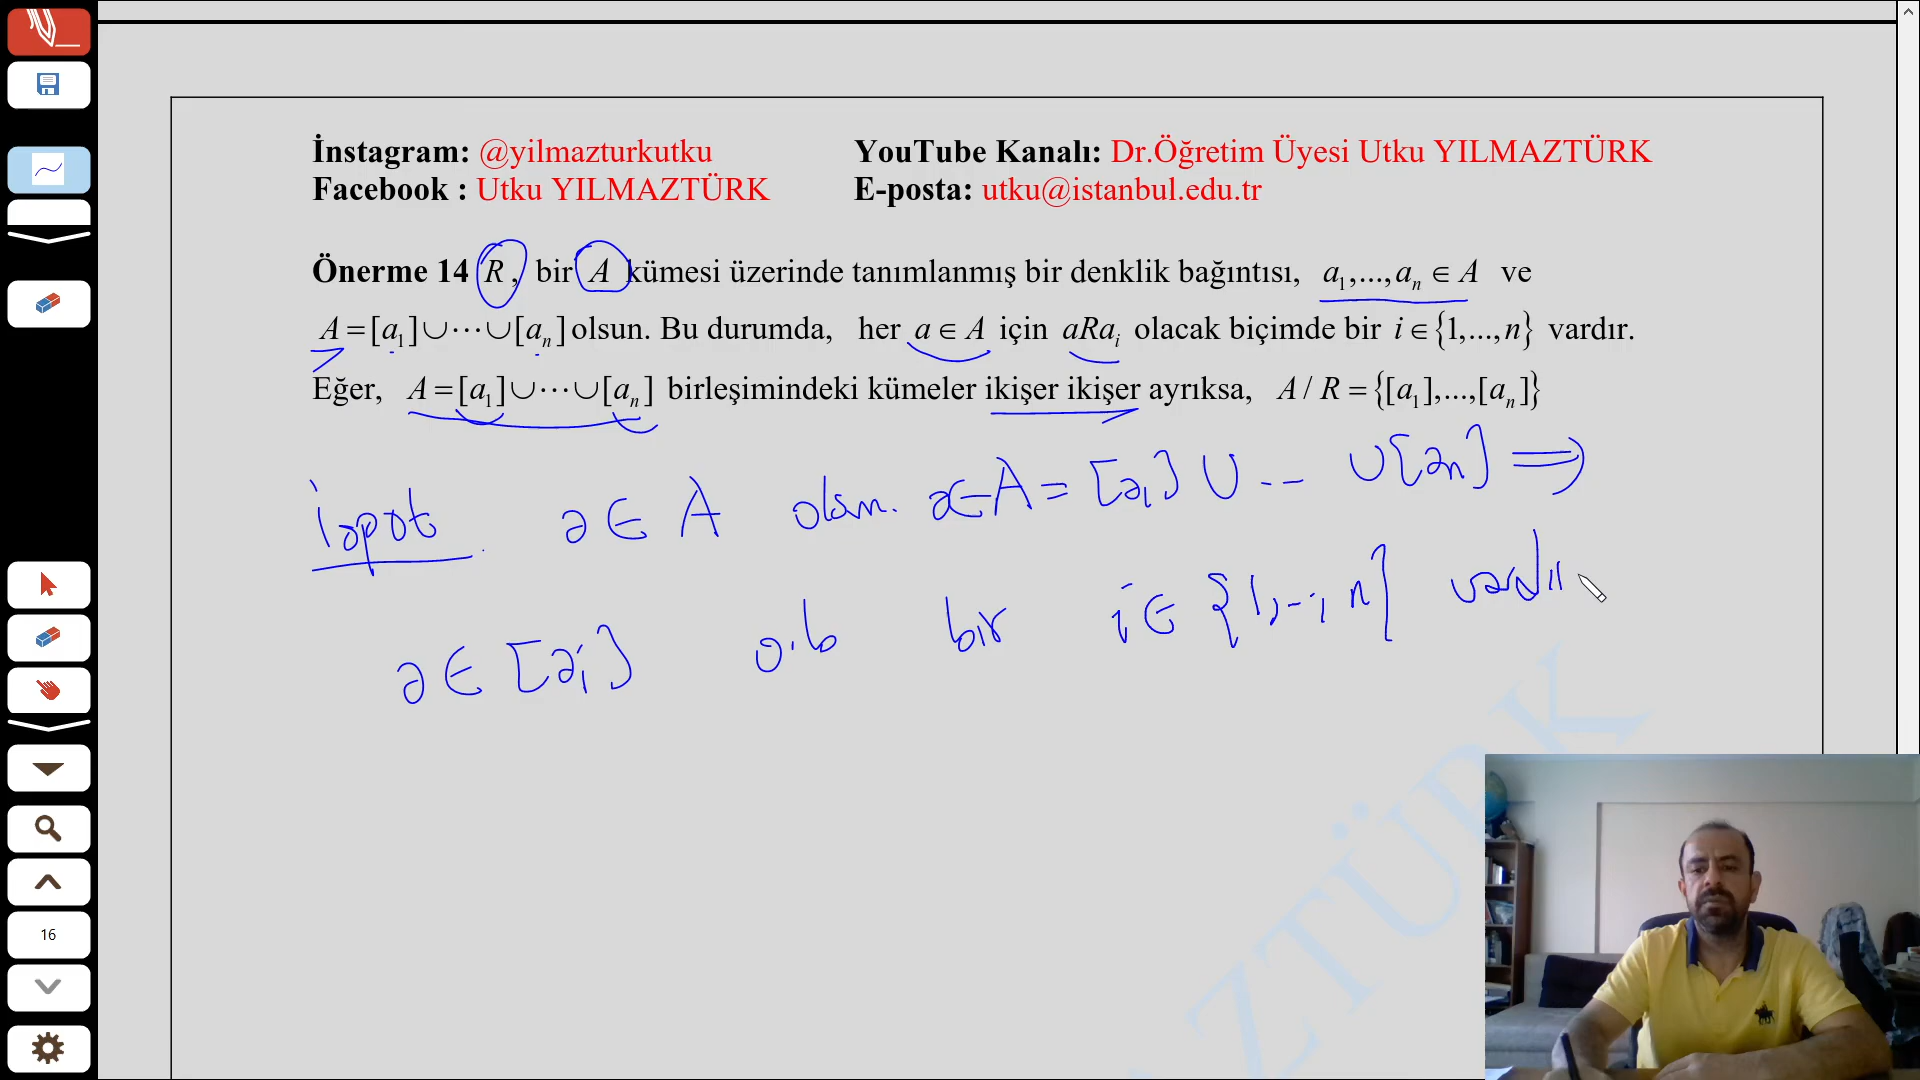 İnstagram: @yilmazturkutku YouTube Kanalı: Dr.Öğretim Üyesi Utku YILMAZTÜRK
Facebook : Utku YILMAZTÜRK E-posta: utku@istanbul.edu.tr
Önerme 14 R, bir A kümesi üzerinde tanımlanmış bir denklik bağıntısı, a₁,...,aₙ ∈ A ve
A = [a₁]∪⋯∪[aₙ] olsun. Bu durumda, her a ∈ A için aRaᵢ olacak biçimde bir i ∈ {1,...,n} vardır.
Eğer, A = [a₁]∪⋯∪[aₙ] birleşimindeki kümeler ikişer ikişer ayrıksa, A / R = {[a₁],...,[aₙ]}
İspat a ∈ A olsun. a ∈ A = [a₁] ∪ ... ∪ [aₙ] ⇒
a ∈ [aᵢ] o.ş. bir i ∈ {1,...,n} vardır
ZTÜRK
16